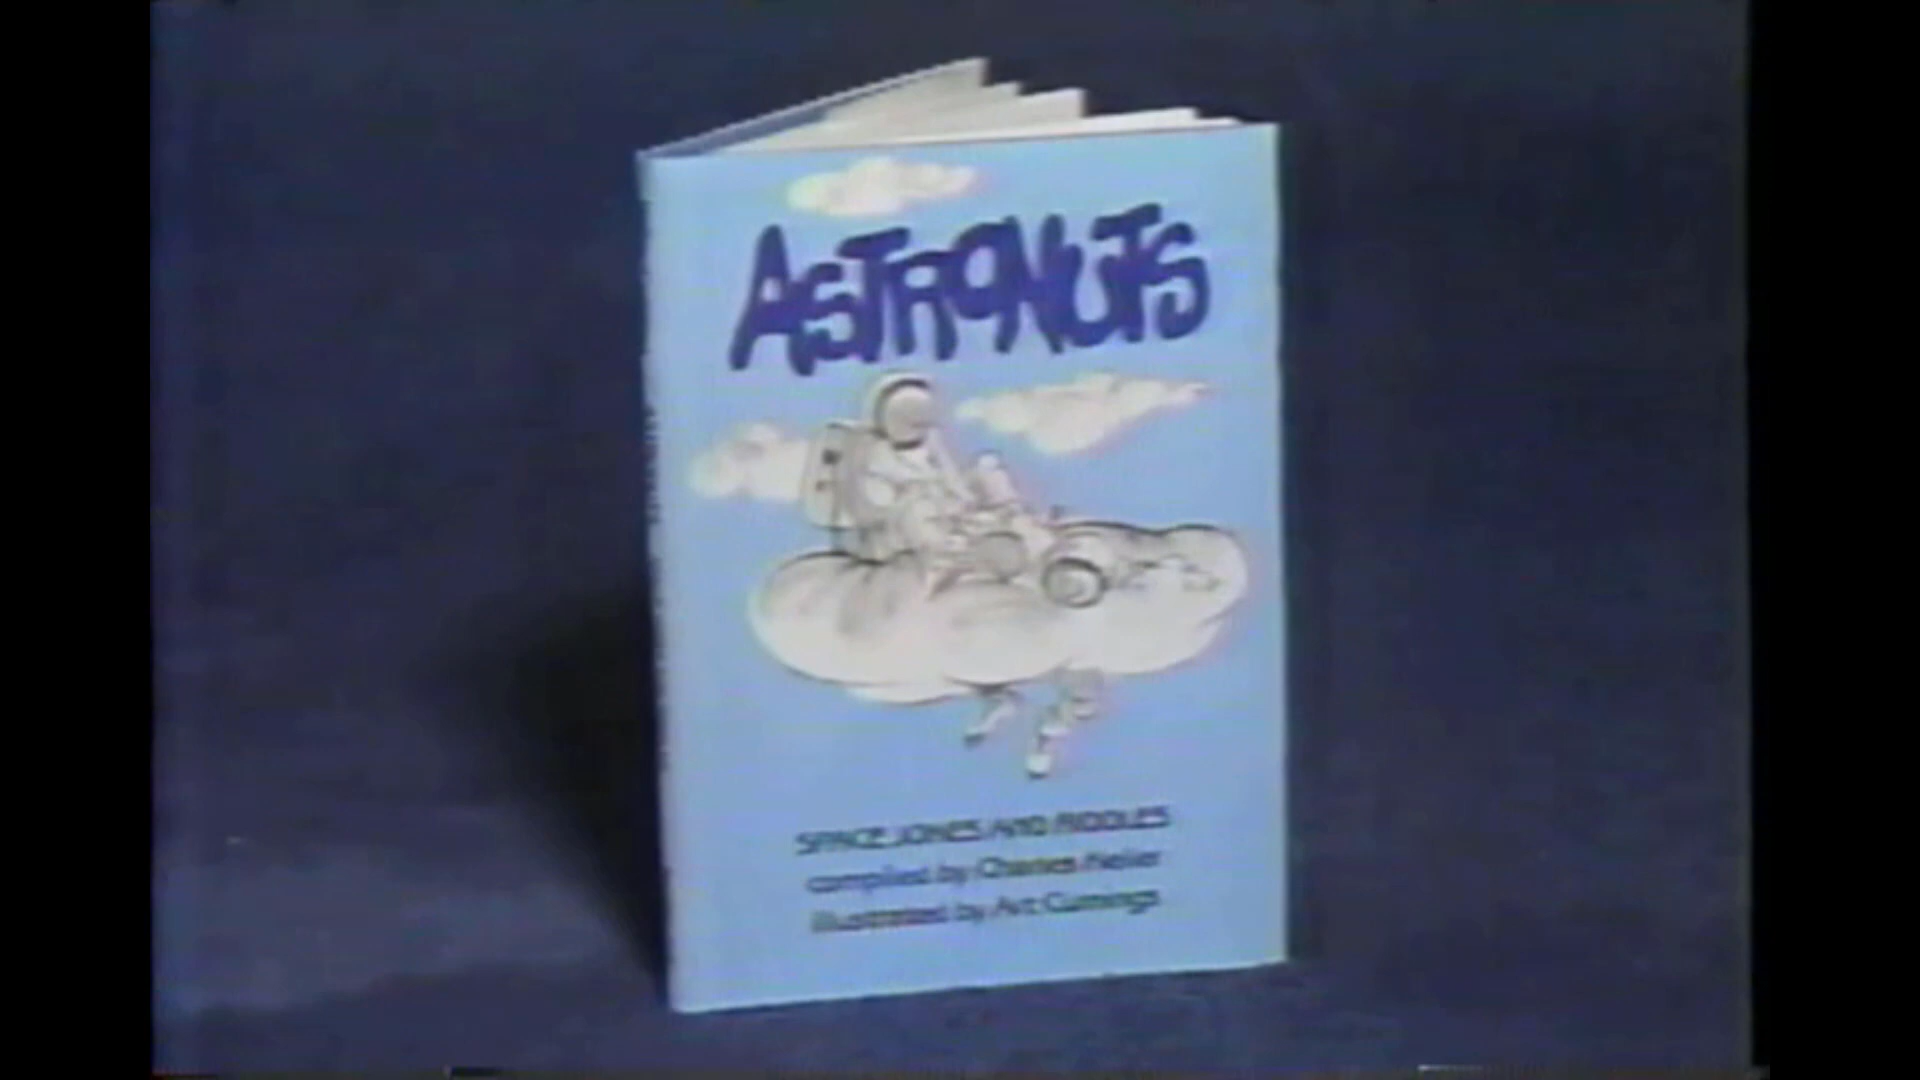 ASTRONUTS
SPACE JOKES AND RIDDLES
compiled by Charles Keller
illustrated by Art Cumings